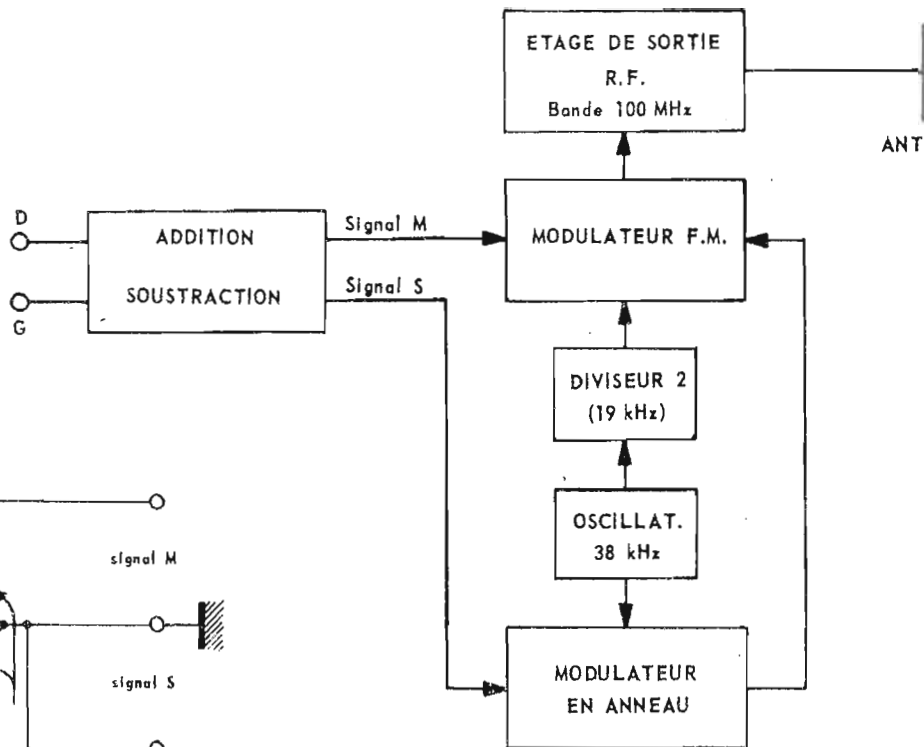 ETAGE DE SORTIE
R.F.
Bande 100 MHz
ANT
D
G
ADDITION
SOUSTRACTION
Signal M
Signal S
MODULATEUR F.M.
DIVISEUR 2
(19 kHz)
OSCILLAT.
38 kHz
MODULATEUR
EN ANNEAU
signal M
signal S